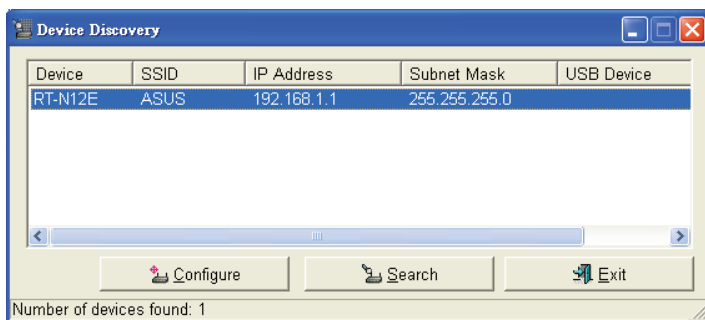 Device Discovery
Device SSID IP Address Subnet Mask USB Device
RT-N12E ASUS 192.168.1.1 255.255.255.0
Configure Search Exit
Number of devices found: 1